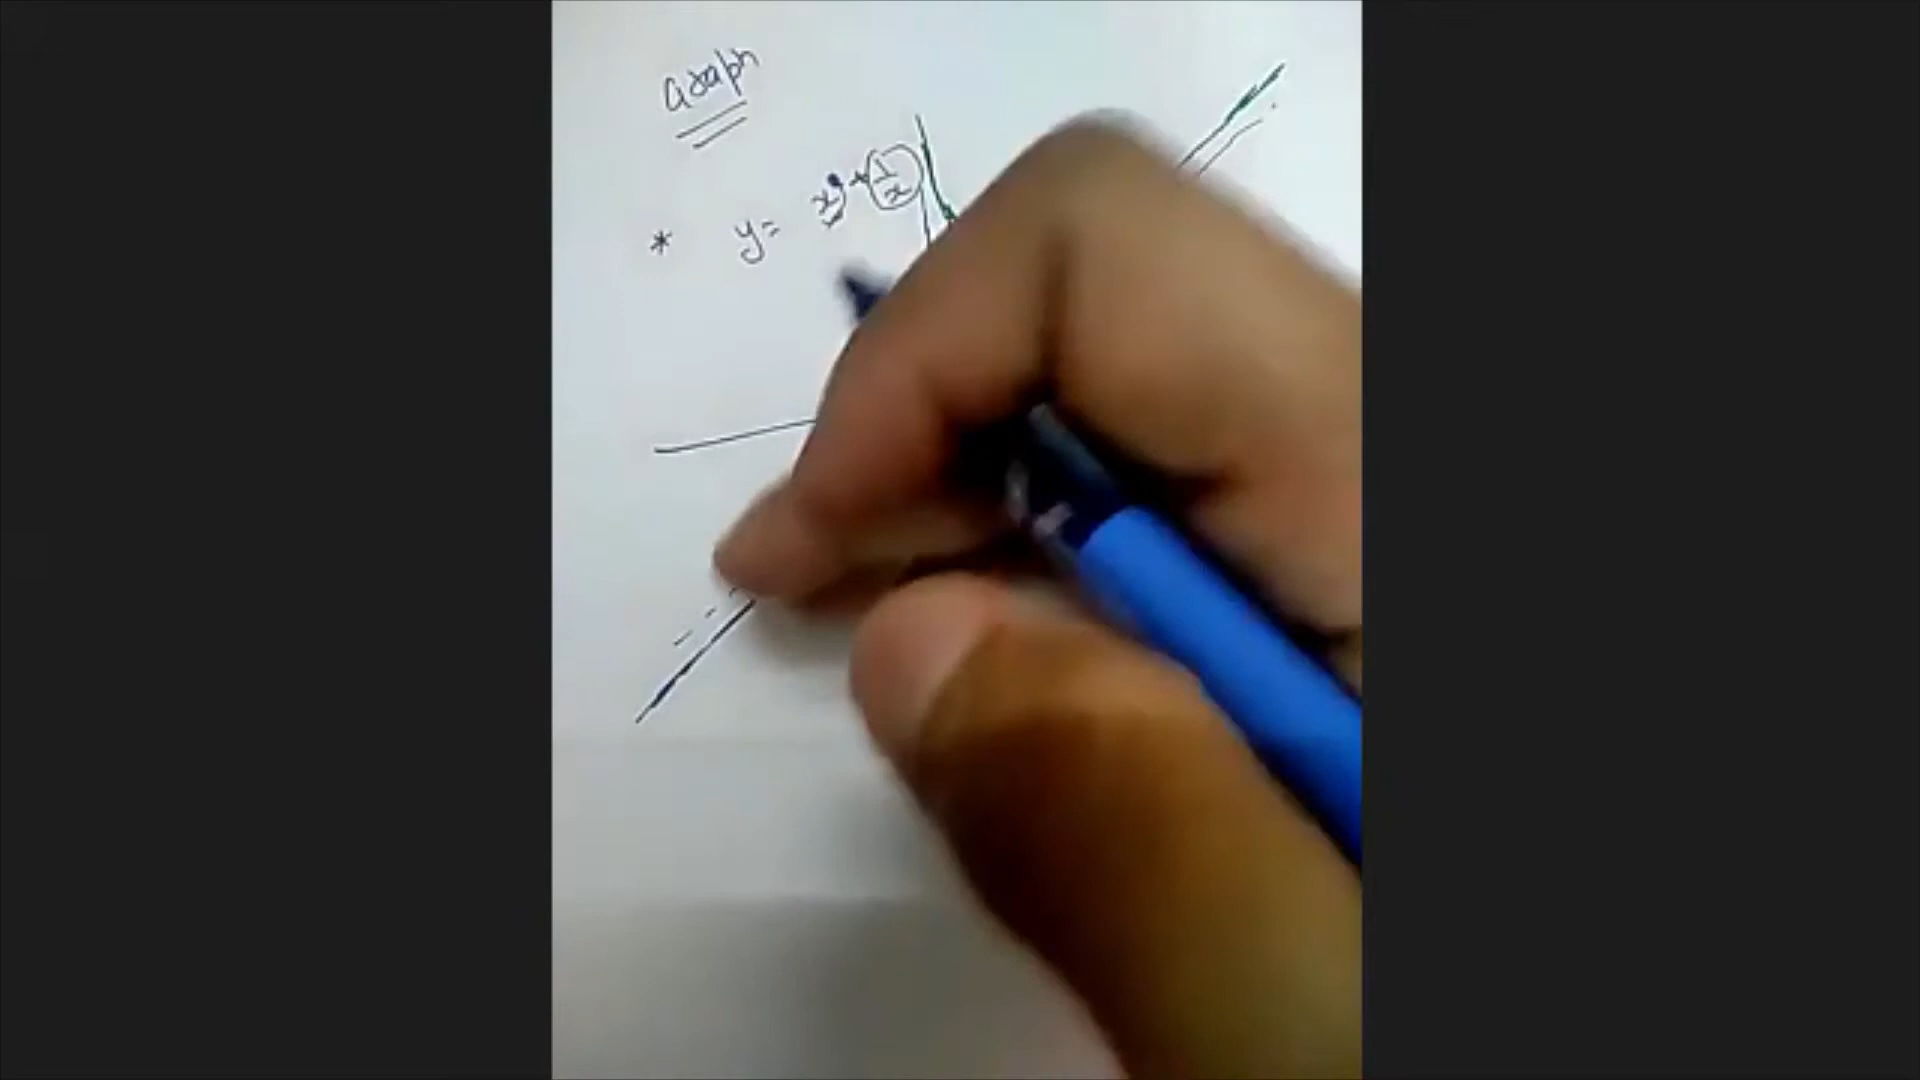 Graph
* y = x + 1/x